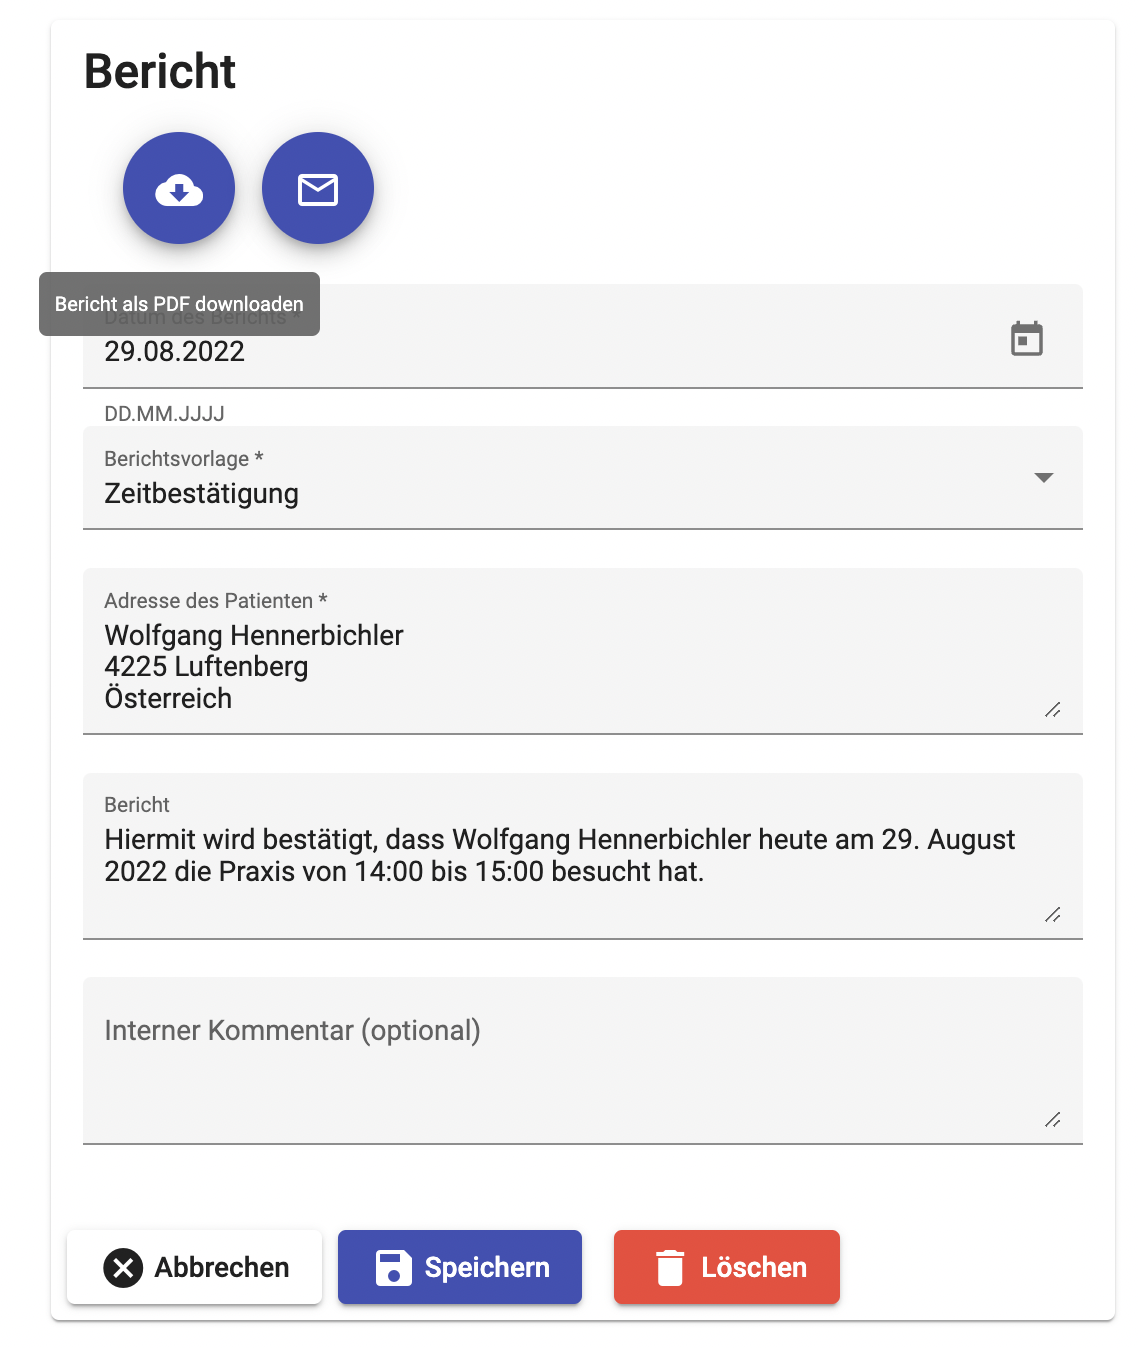 Bericht
Bericht als PDF downloaden
Datum des Berichts *
29.08.2022
DD.MM.JJJJ
Berichtsvorlage *
Zeitbestätigung
Adresse des Patienten *
Wolfgang Hennerbichler
4225 Luftenberg
Österreich
Bericht
Hiermit wird bestätigt, dass Wolfgang Hennerbichler heute am 29. August
2022 die Praxis von 14:00 bis 15:00 besucht hat.
Interner Kommentar (optional)
Abbrechen
Speichern
Löschen